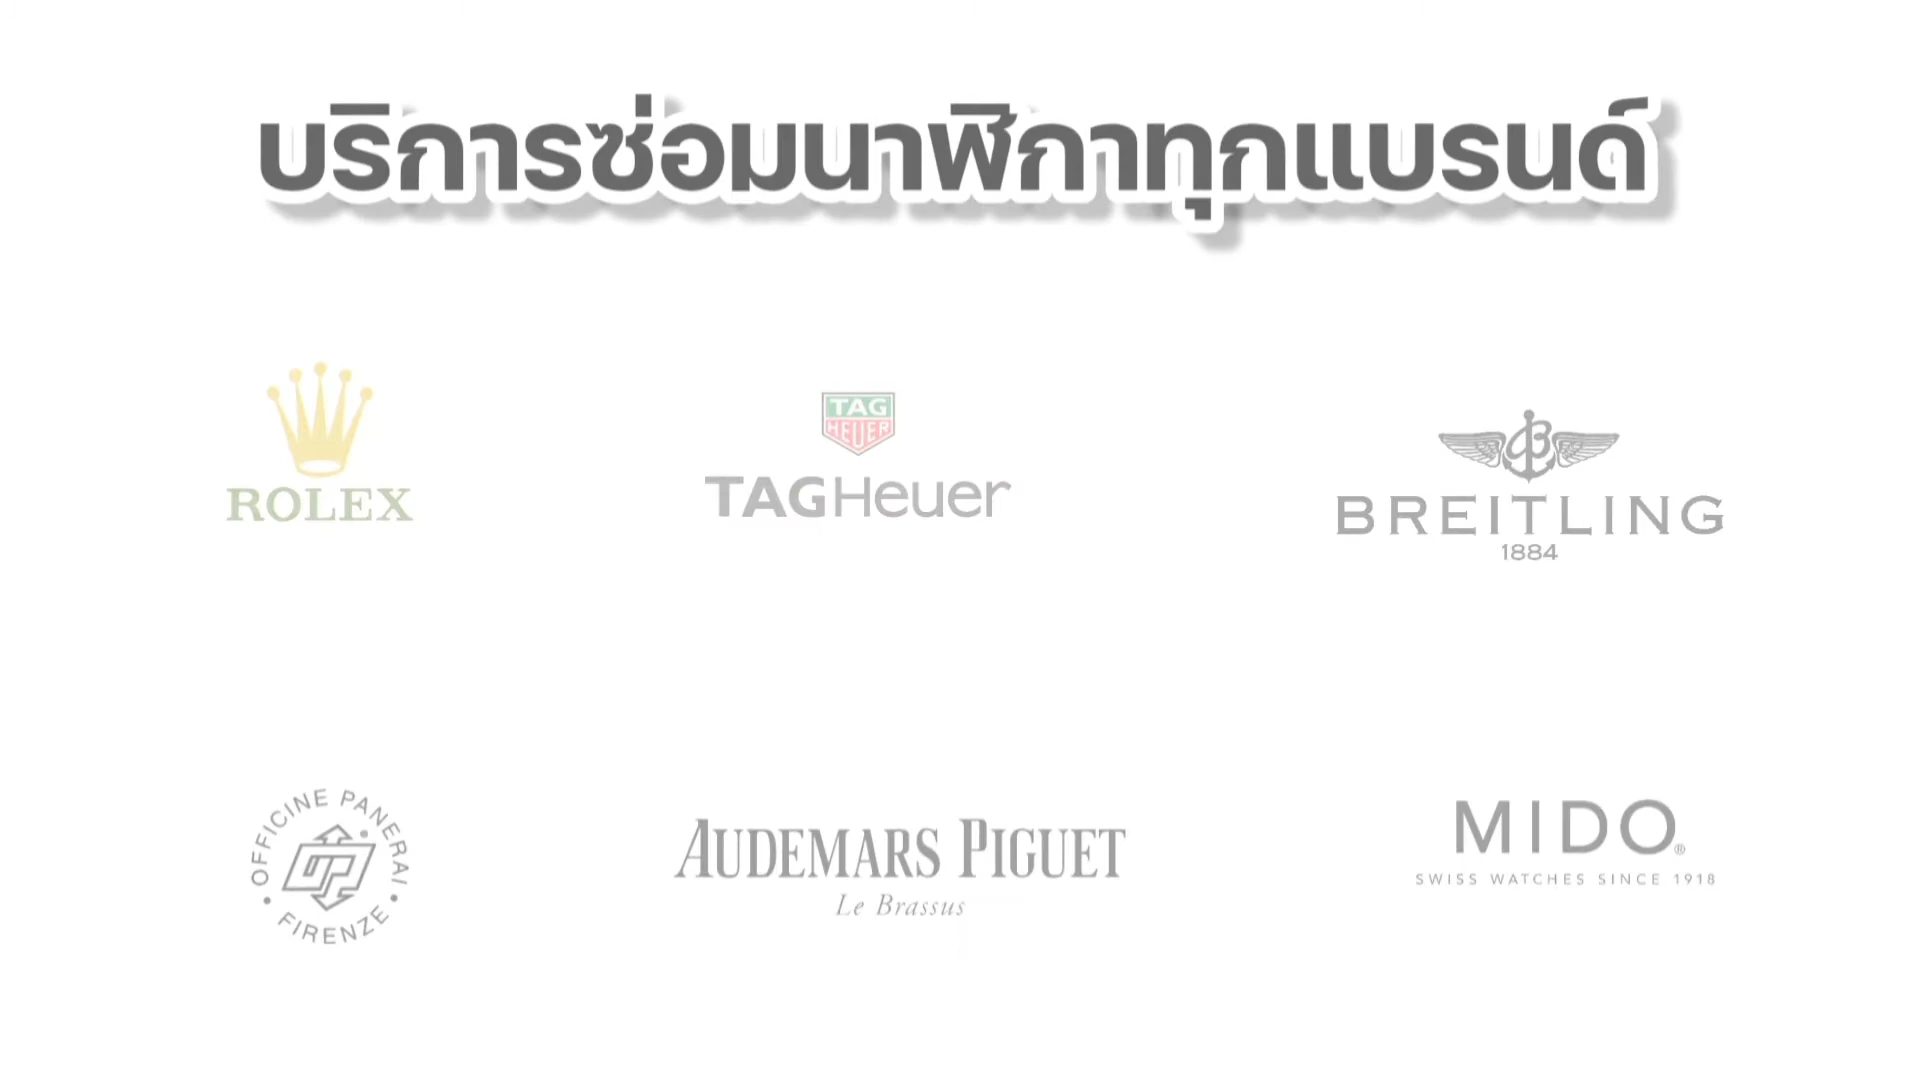 บริการซ่อมนาฬิกาทุกแบรนด์
ROLEX
TAG
HEUER
TAGHeuer
B
BREITLING
1884
OFFICINE PANERAI
FIRENZE
AUDEMARS PIGUET
Le Brassus
MIDO®
SWISS WATCHES SINCE 1918